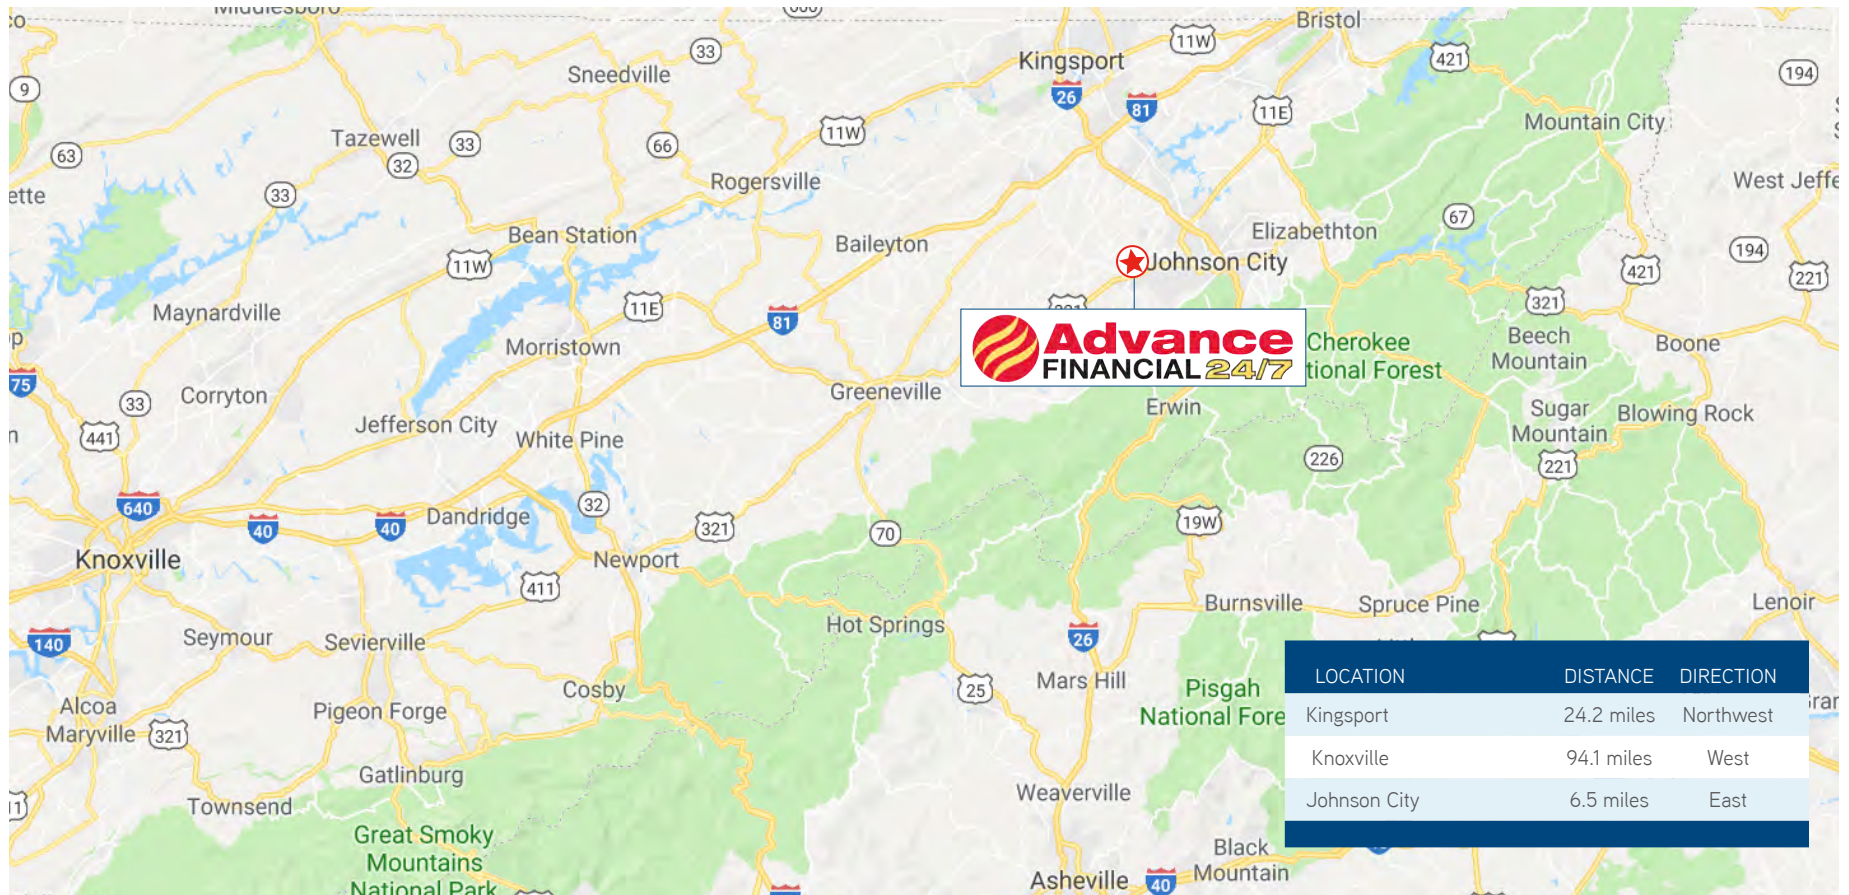 Middlesboro
Bristol
11W
33
Kingsport
421
Sneedville
194
9
26
81
11E
Mountain City
11W
Tazewell
33
66
63
32
Rogersville
West Jeffe
ette
33
67
Elizabethton
Bean Station
Baileyton
194
11W
Johnson City
421
221
11E
321
Maynardville
81
Advance
FINANCIAL 24/7
Cherokee
tional Forest
Beech
Mountain
Boone
Morristown
75
Corryton
33
Greeneville
Erwin
Sugar
Mountain
Blowing Rock
Jefferson City
White Pine
441
226
221
640
32
40
40
Dandridge
321
70
19W
Knoxville
Newport
411
Burnsville
Spruce Pine
Lenoir
Hot Springs
140
Seymour
Sevierville
26
Cosby
25
Mars Hill
Pisgah
National Fore
Alcoa
Maryville
321
Pigeon Forge
Gatlinburg
Townsend
Weaverville
Great Smoky
Mountains
National Park
Black
Mountain
Asheville
40
LOCATION DISTANCE DIRECTION
Kingsport 24.2 miles Northwest
Knoxville 94.1 miles West
Johnson City 6.5 miles East